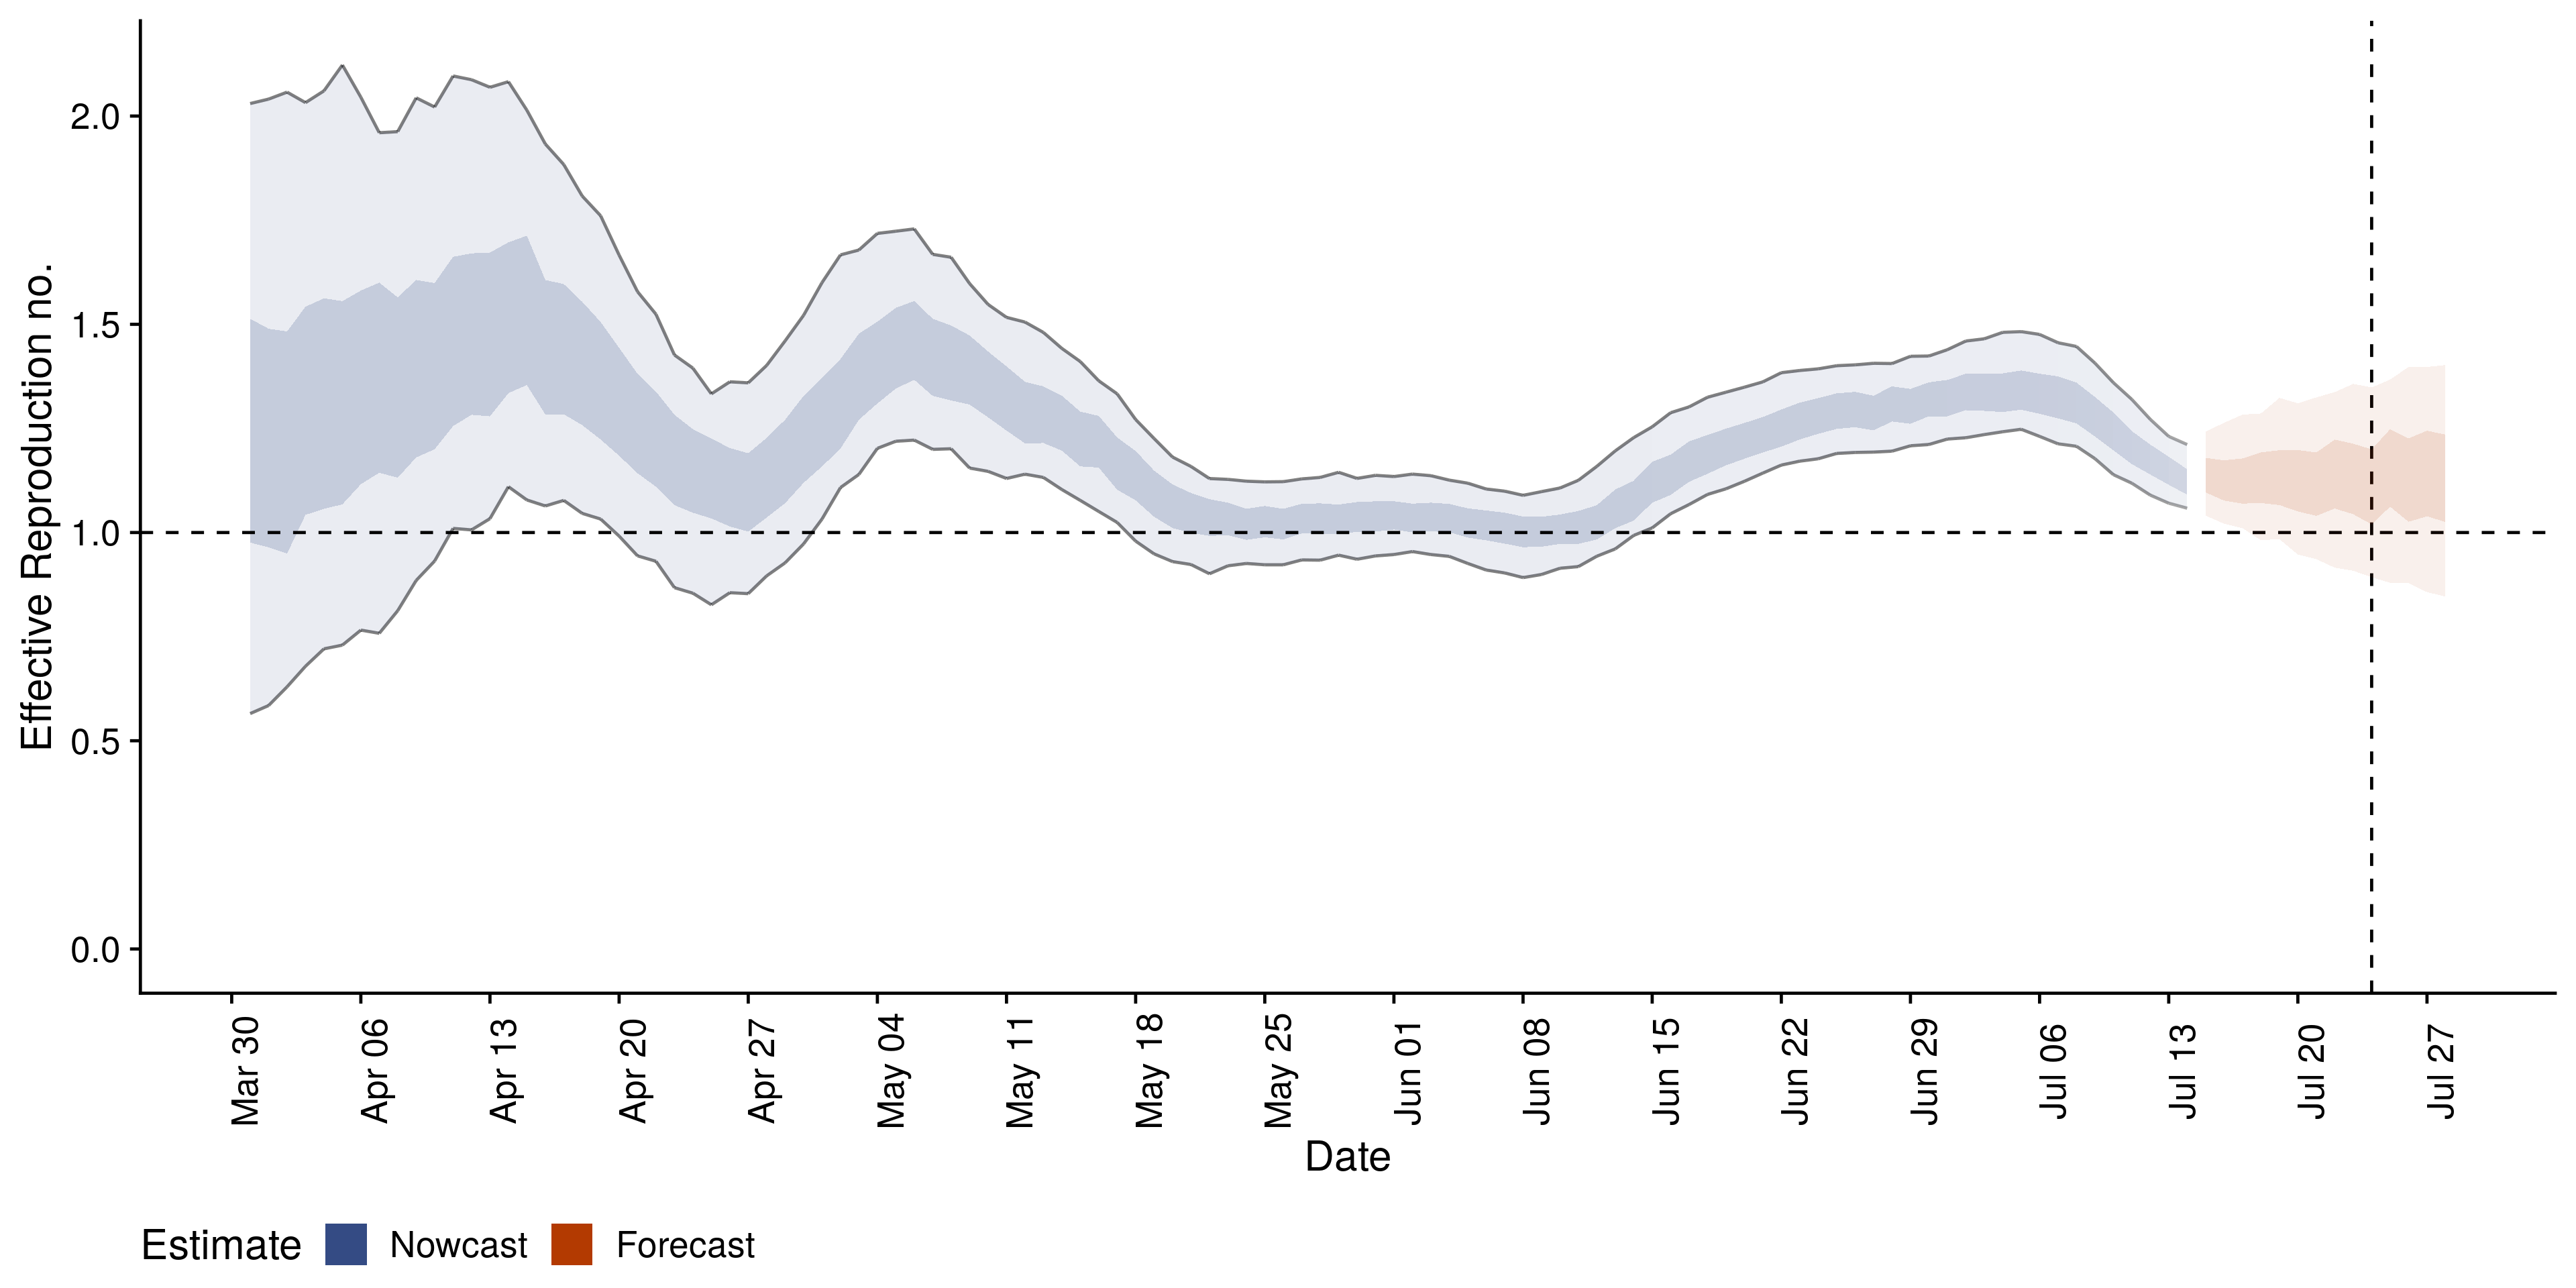 Effective Reproduction no.
2.0
1.5
1.0
0.5
0.0
Mar 30
Apr 06
Apr 13
Apr 20
Apr 27
May 04
May 11
May 18
May 25
Jun 01
Jun 08
Jun 15
Jun 22
Jun 29
Jul 06
Jul 13
Jul 20
Jul 27
Date
Estimate Nowcast Forecast